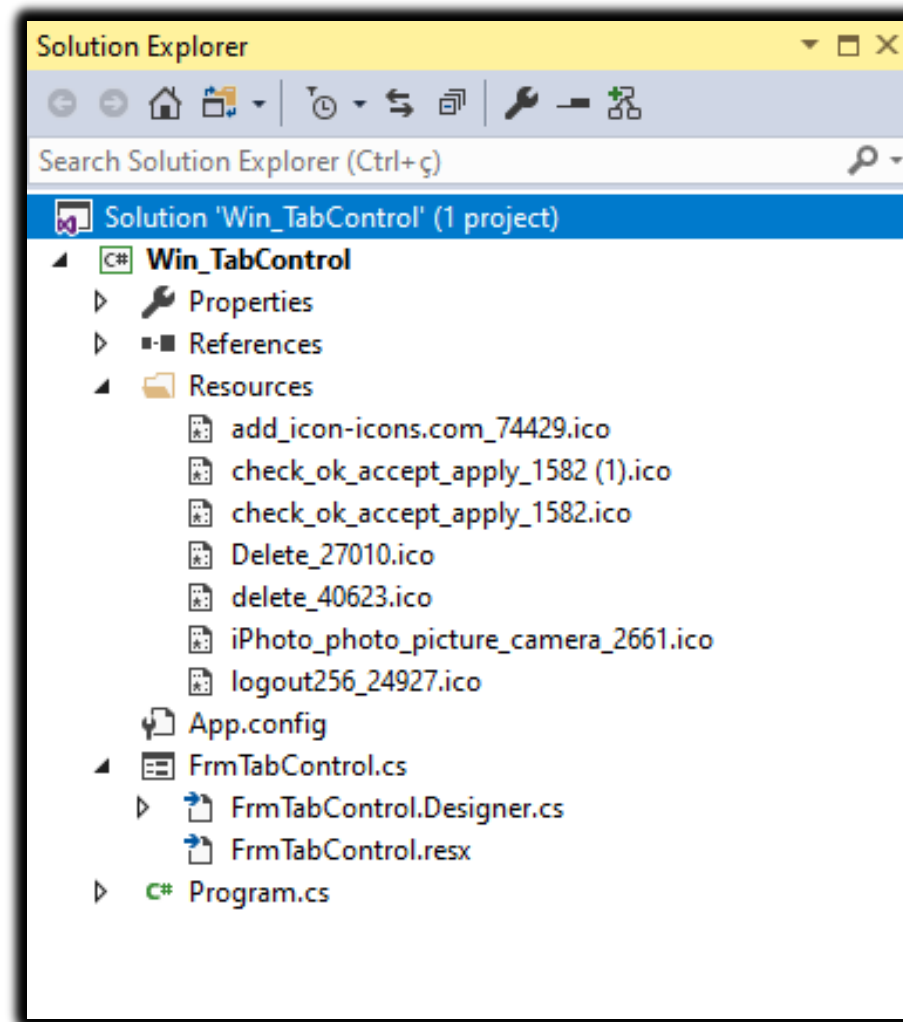 Solution Explorer
Search Solution Explorer (Ctrl+ç)
Solution 'Win_TabControl' (1 project)
C# Win_TabControl
Properties
References
Resources
add_icon-icons.com_74429.ico
check_ok_accept_apply_1582 (1).ico
check_ok_accept_apply_1582.ico
Delete_27010.ico
delete_40623.ico
iPhoto_photo_picture_camera_2661.ico
logout256_24927.ico
App.config
FrmTabControl.cs
FrmTabControl.Designer.cs
FrmTabControl.resx
C# Program.cs